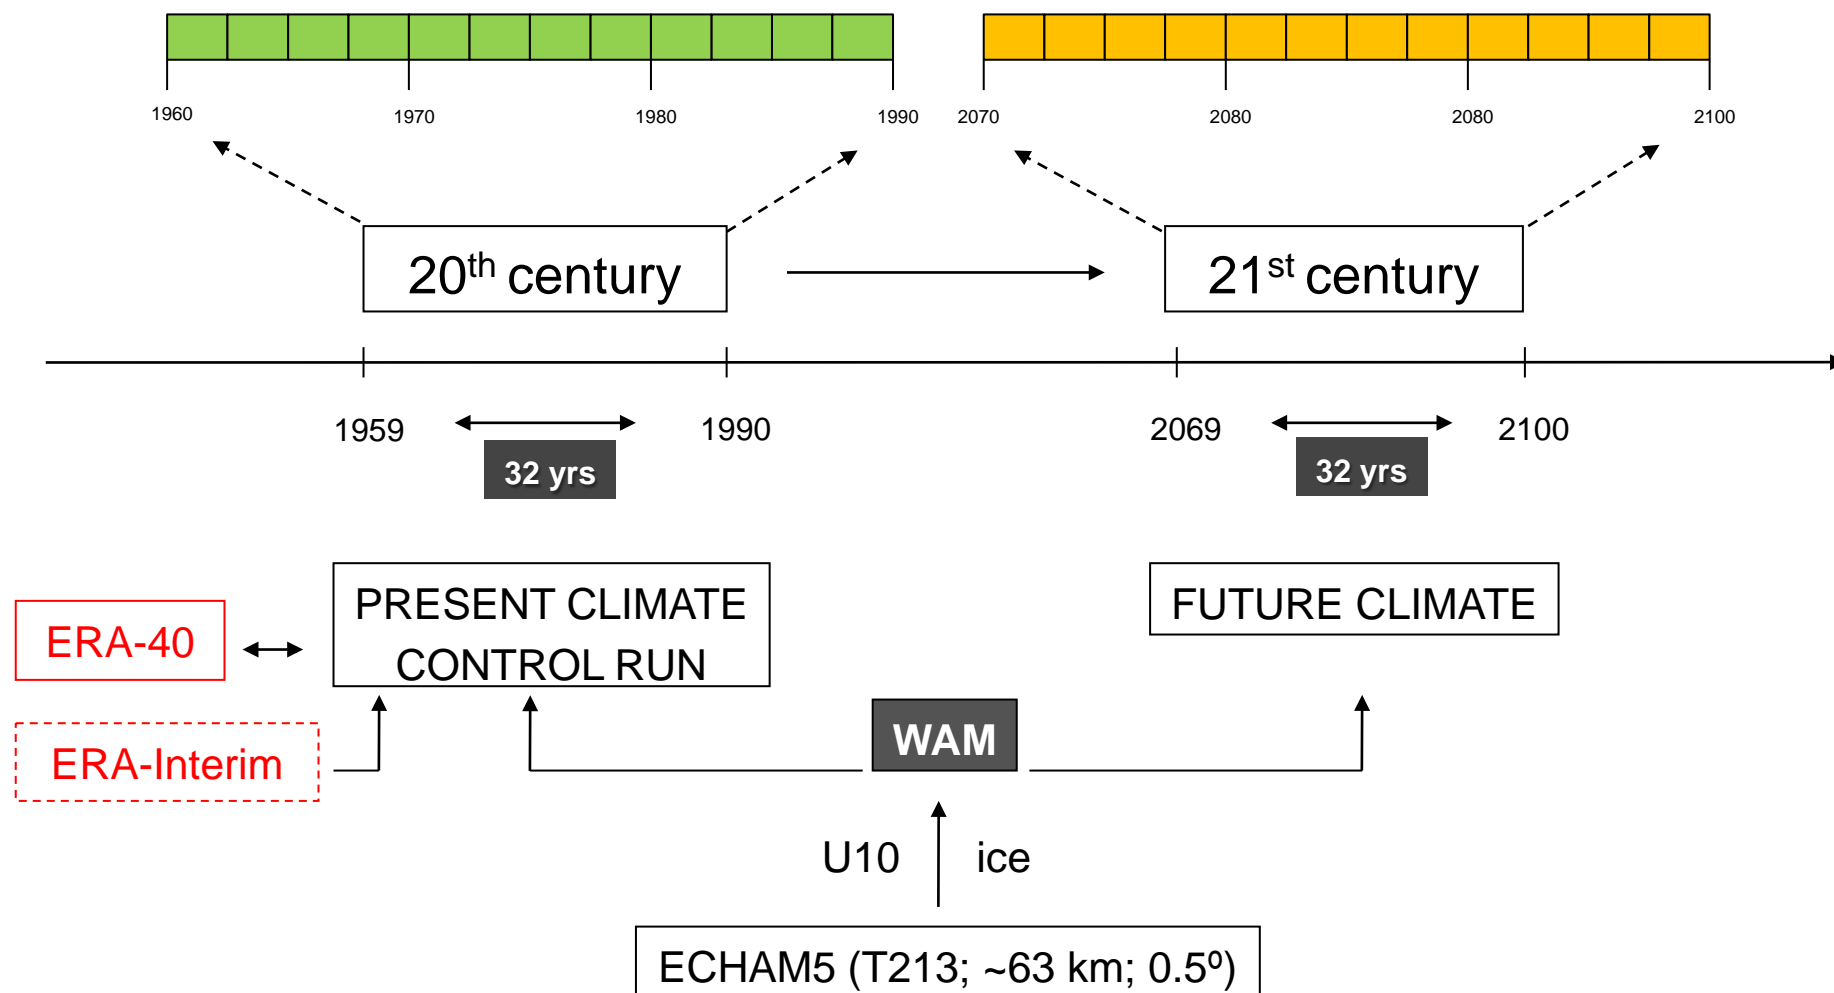 1960 1970 1980 1990 2070 2080 2080 2100
20th century 21st century
1959 1990 2069 2100
32 yrs 32 yrs
PRESENT CLIMATE
CONTROL RUN
FUTURE CLIMATE
ERA-40
ERA-Interim
WAM
U10 ice
ECHAM5 (T213; ~63 km; 0.5º)